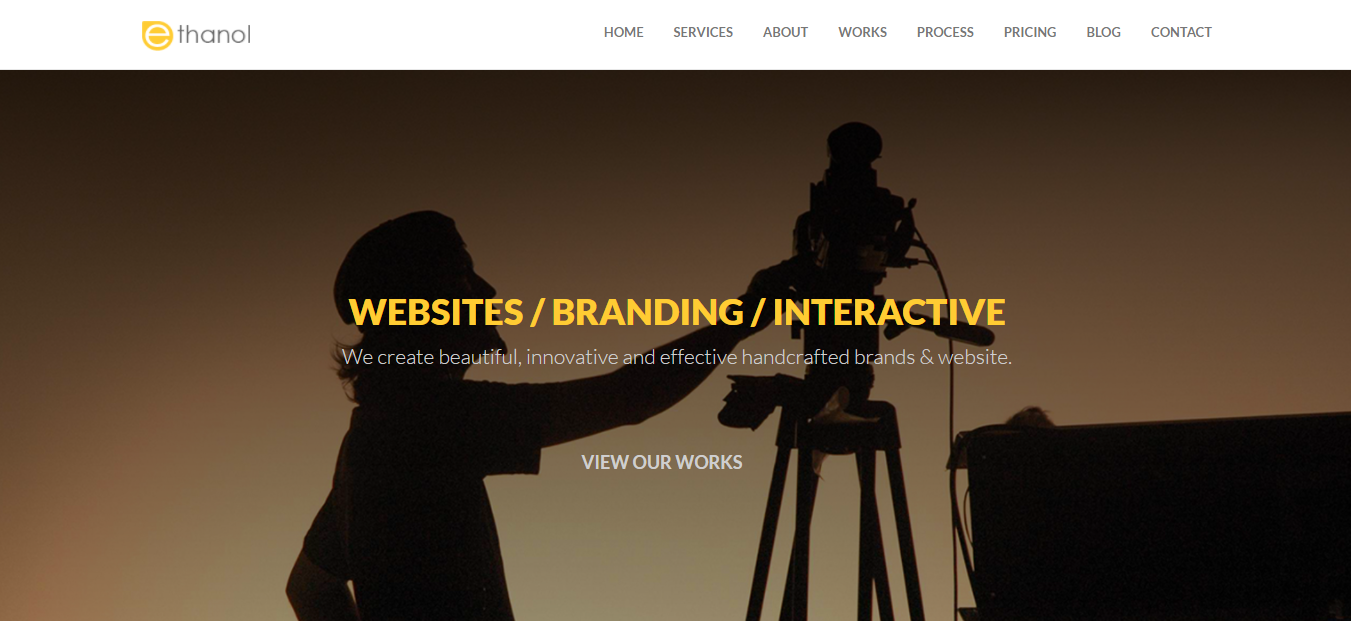 ethanol
HOME SERVICES ABOUT WORKS PROCESS PRICING BLOG CONTACT
WEBSITES / BRANDING / INTERACTIVE
We create beautiful, innovative and effective handcrafted brands & website.
VIEW OUR WORKS